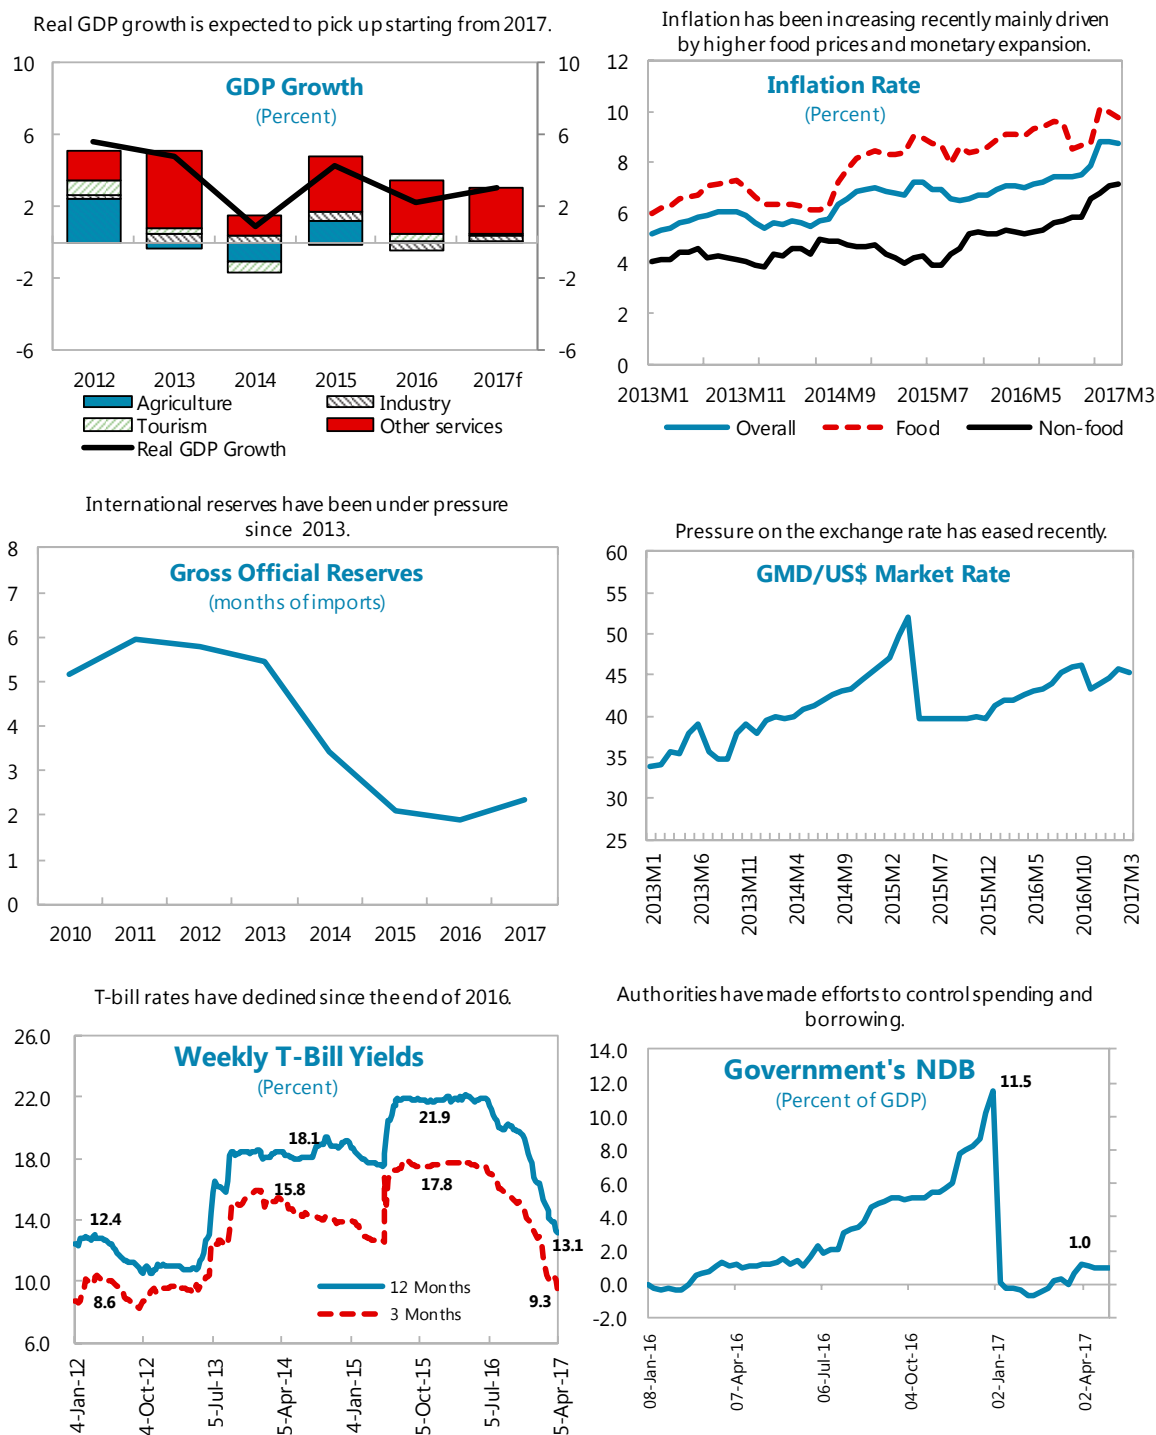 Real GDP growth is expected to pick up starting from 2017.
GDP Growth
(Percent)
10
6
2
-2
-6
10
6
2
-2
-6
2012 2013 2014 2015 2016 2017f
Agriculture Industry
Tourism Other services
Real GDP Growth
Inflation has been increasing recently mainly driven
by higher food prices and monetary expansion.
Inflation Rate
(Percent)
12
10
8
6
4
2
0
2013M1 2013M11 2014M9 2015M7 2016M5 2017M3
Overall Food Non-food
International reserves have been under pressure
since 2013.
Gross Official Reserves
(months of imports)
8
7
6
5
4
3
2
1
0
2010 2011 2012 2013 2014 2015 2016 2017
Pressure on the exchange rate has eased recently.
GMD/US$ Market Rate
60
55
50
45
40
35
30
25
2013M1 2013M6 2013M11 2014M4 2014M9 2015M2 2015M7 2015M12 2016M5 2016M10 2017M3
T-bill rates have declined since the end of 2016.
Weekly T-Bill Yields
(Percent)
26.0
22.0
18.0
14.0
10.0
6.0
12.4
8.6
18.1
15.8
21.9
17.8
13.1
9.3
12 Months
3 Months
4-Jan-12 4-Oct-12 5-Jul-13 5-Apr-14 5-Jan-15 5-Oct-15 5-Jul-16 5-Apr-17
Authorities have made efforts to control spending and
borrowing.
Government's NDB
(Percent of GDP)
14.0
12.0
10.0
8.0
6.0
4.0
2.0
0.0
-2.0
11.5
1.0
08-Jan-16 07-Apr-16 06-Jul-16 04-Oct-16 02-Jan-17 02-Apr-17